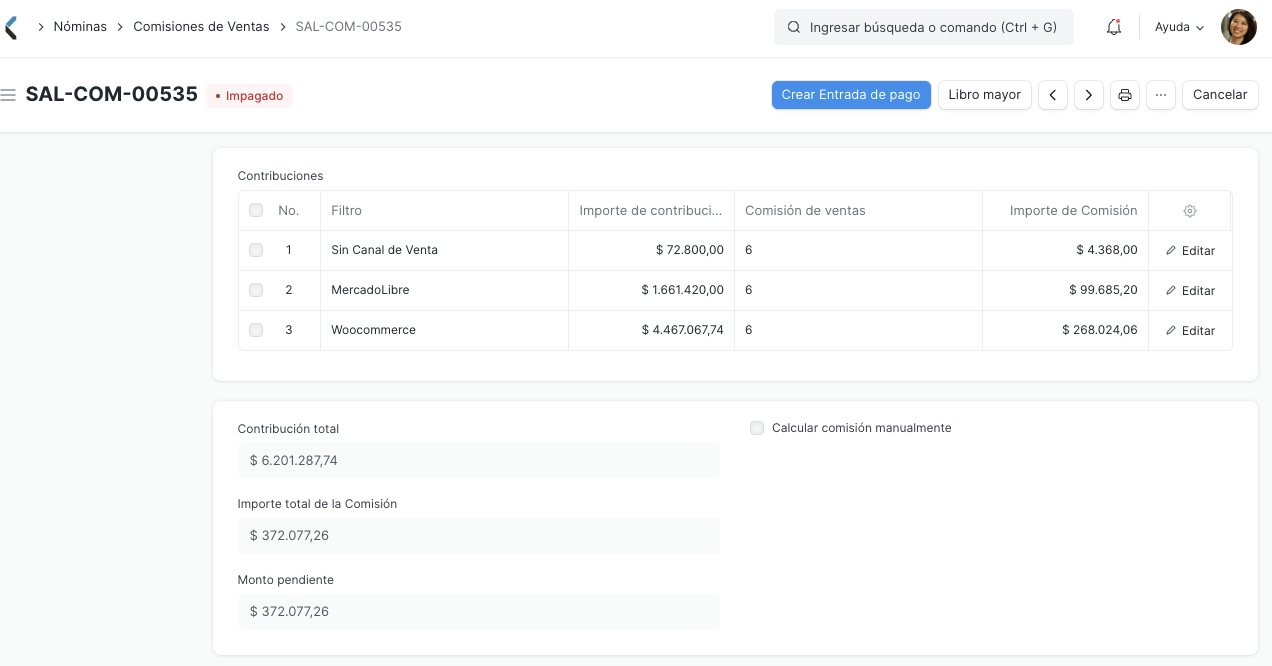 Nóminas > Comisiones de Ventas > SAL-COM-00535
Ingresar búsqueda o comando (Ctrl + G)
Ayuda
SAL-COM-00535
• Impagado
Crear Entrada de pago
Libro mayor
Cancelar
Contribuciones
No. Filtro Importe de contribuci... Comisión de ventas Importe de Comisión
1 Sin Canal de Venta $ 72.800,00 6 $ 4.368,00 Editar
2 MercadoLibre $ 1.661.420,00 6 $ 99.685,20 Editar
3 Woocommerce $ 4.467.067,74 6 $ 268.024,06 Editar
Contribución total
$ 6.201.287,74
Calcular comisión manualmente
Importe total de la Comisión
$ 372.077,26
Monto pendiente
$ 372.077,26